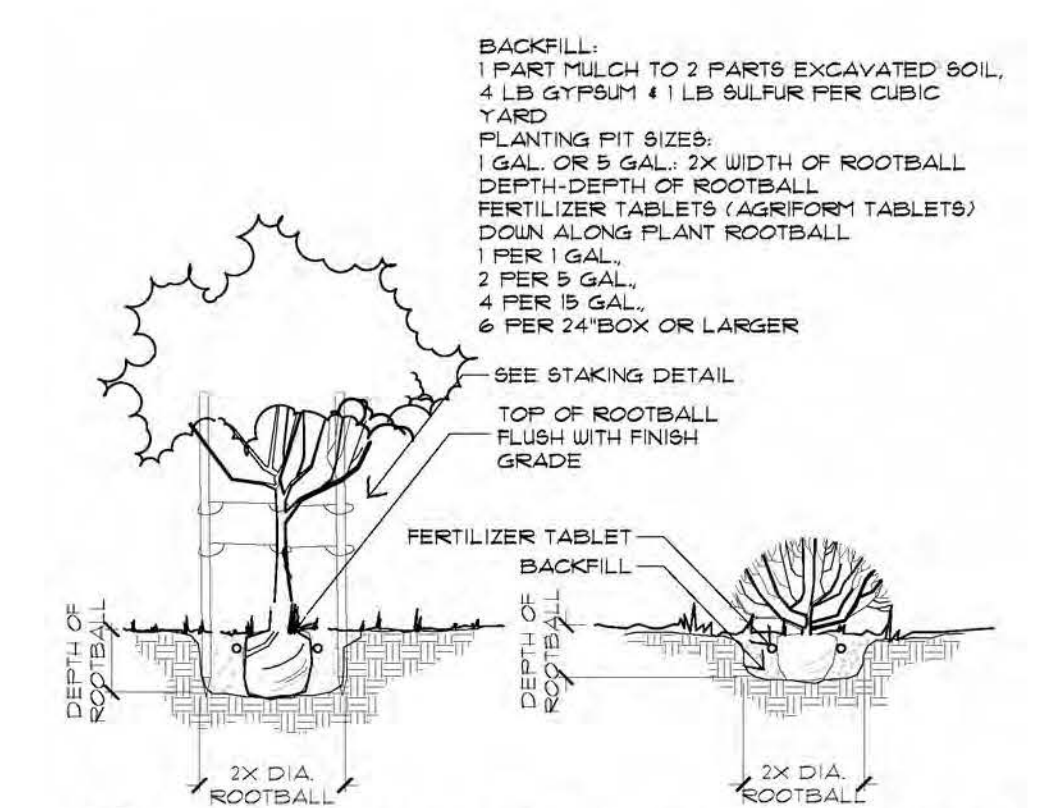 BACKFILL:
1 PART MULCH TO 2 PARTS EXCAVATED SOIL,
4 LB GYPSUM & 1 LB SULFUR PER CUBIC
YARD
PLANTING PIT SIZES:
1 GAL. OR 5 GAL.: 2X WIDTH OF ROOTBALL
DEPTH-DEPTH OF ROOTBALL
FERTILIZER TABLETS (AGRIFORM TABLETS)
DOWN ALONG PLANT ROOTBALL
1 PER 1 GAL.,
2 PER 5 GAL.,
4 PER 15 GAL.,
6 PER 24"BOX OR LARGER
SEE STAKING DETAIL
TOP OF ROOTBALL
FLUSH WITH FINISH
GRADE
FERTILIZER TABLET
BACKFILL
DEPTH OF
ROOTBALL
DEPTH OF
ROOTBALL
2X DIA.
ROOTBALL
2X DIA.
ROOTBALL